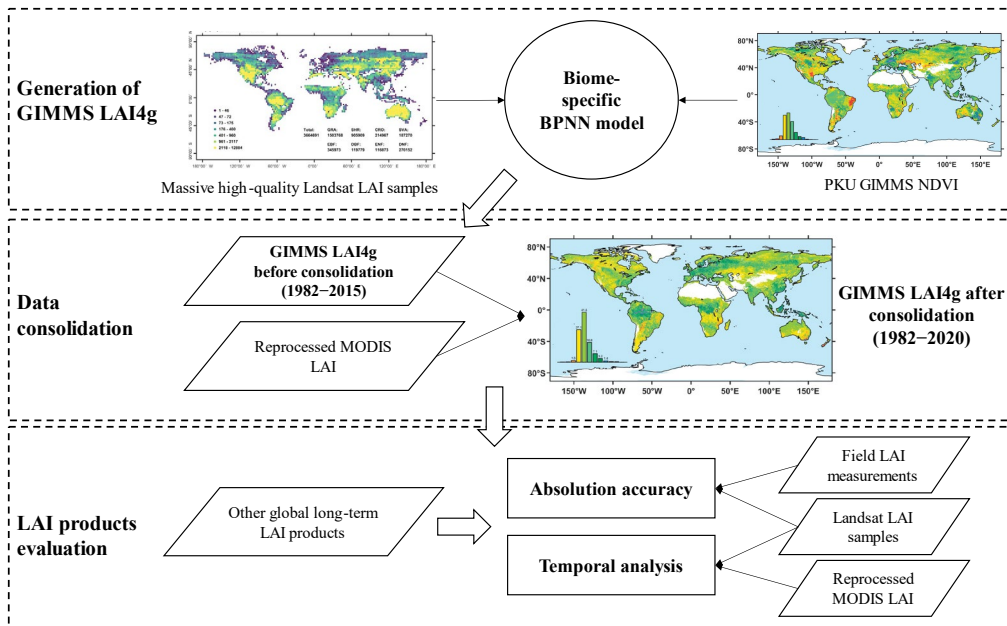 Generation of
GIMMS LAI4g
Massive high-quality Landsat LAI samples
Biome-
specific
BPNN model
80°N
40°N
0°
40°S
80°S
150°W 100°W 50°W 0° 50°E 100°E 150°E
PKU GIMMS NDVI
Data
consolidation
GIMMS LAI4g
before consolidation
(1982−2015)
Reprocessed MODIS
LAI
80°N
40°N
0°
40°S
80°S
150°W 100°W 50°W 0° 50°E 100°E 150°E
GIMMS LAI4g after
consolidation
(1982−2020)
LAI products
evaluation
Other global long-term
LAI products
Absolution accuracy
Temporal analysis
Field LAI
measurements
Landsat LAI
samples
Reprocessed
MODIS LAI